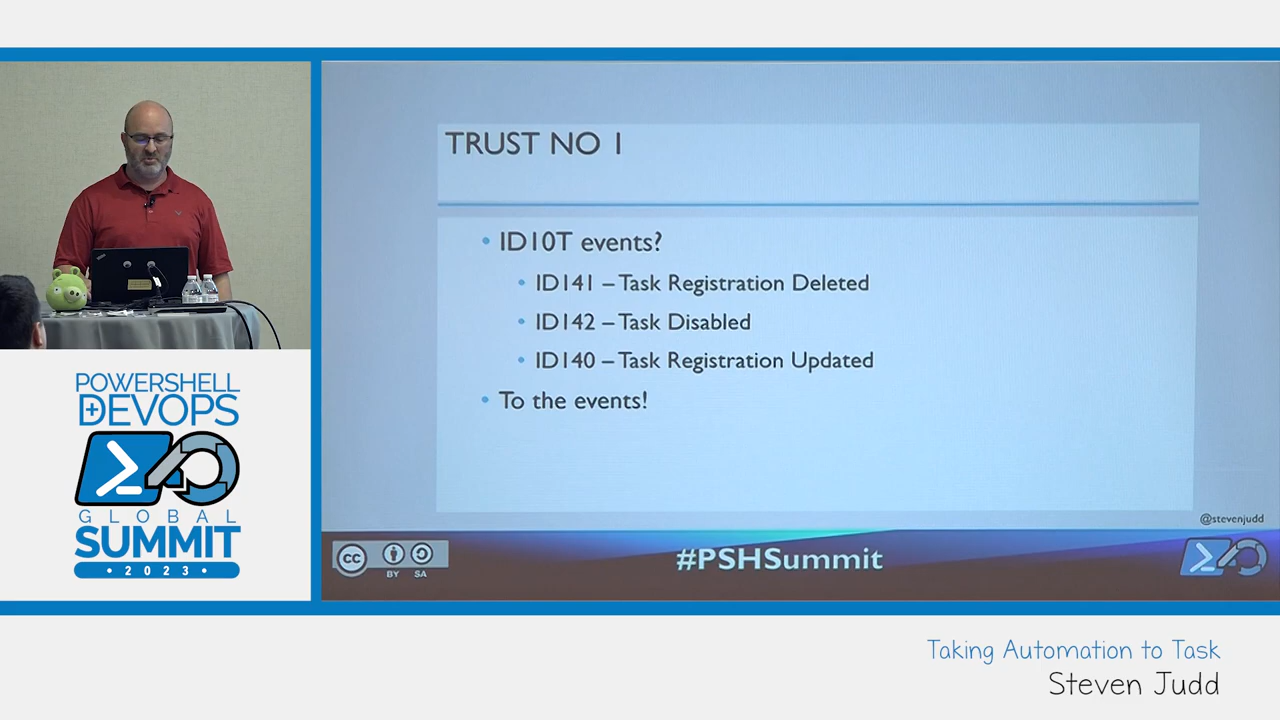 TRUST NO 1
• ID10T events?
• ID141 – Task Registration Deleted
• ID142 – Task Disabled
• ID140 – Task Registration Updated
• To the events!
@stevenjudd
cc BY SA
#PSHSummit
POWERSHELL
+DEVOPS
GLOBAL
SUMMIT
• 2023 •
Taking Automation to Task
Steven Judd